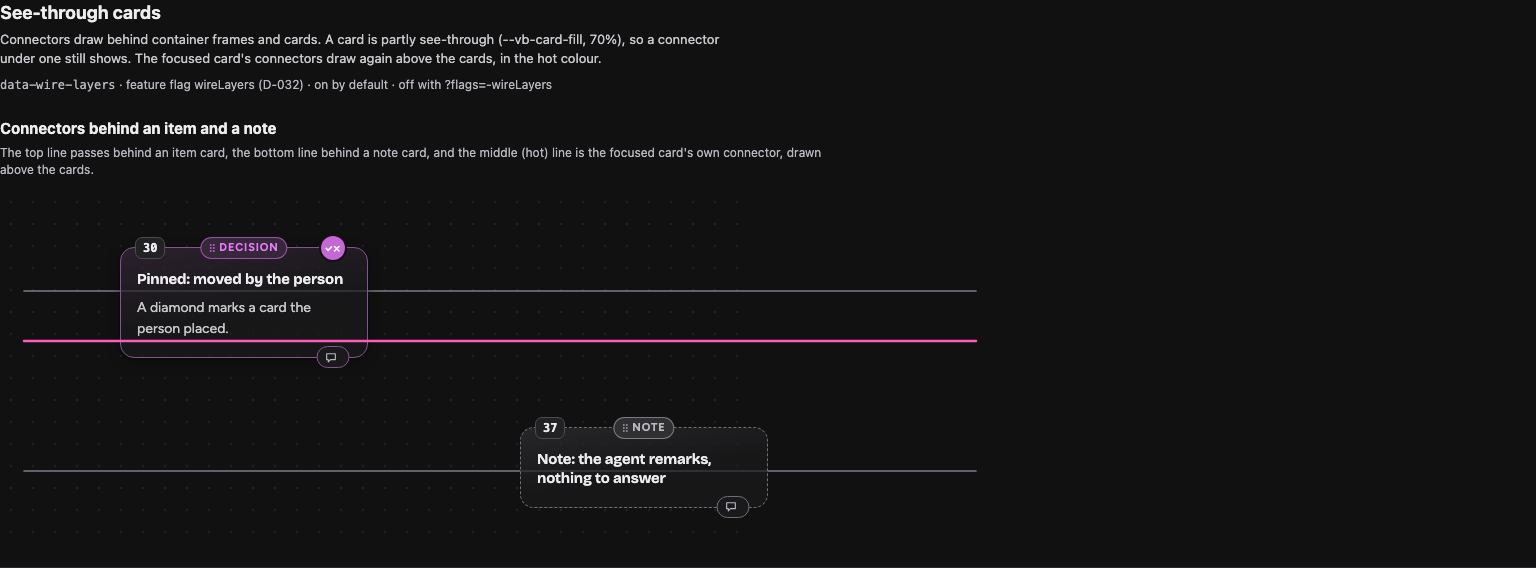 See-through cards
Connectors draw behind container frames and cards. A card is partly see-through (--vb-card-fill, 70%), so a connector
under one still shows. The focused card's connectors draw again above the cards, in the hot colour.
data-wire-layers · feature flag wireLayers (D-032) · on by default · off with ?flags=-wireLayers
Connectors behind an item and a note
The top line passes behind an item card, the bottom line behind a note card, and the middle (hot) line is the focused card's own connector, drawn
above the cards.
30 DECISION
Pinned: moved by the person
A diamond marks a card the
person placed.
37 NOTE
Note: the agent remarks,
nothing to answer